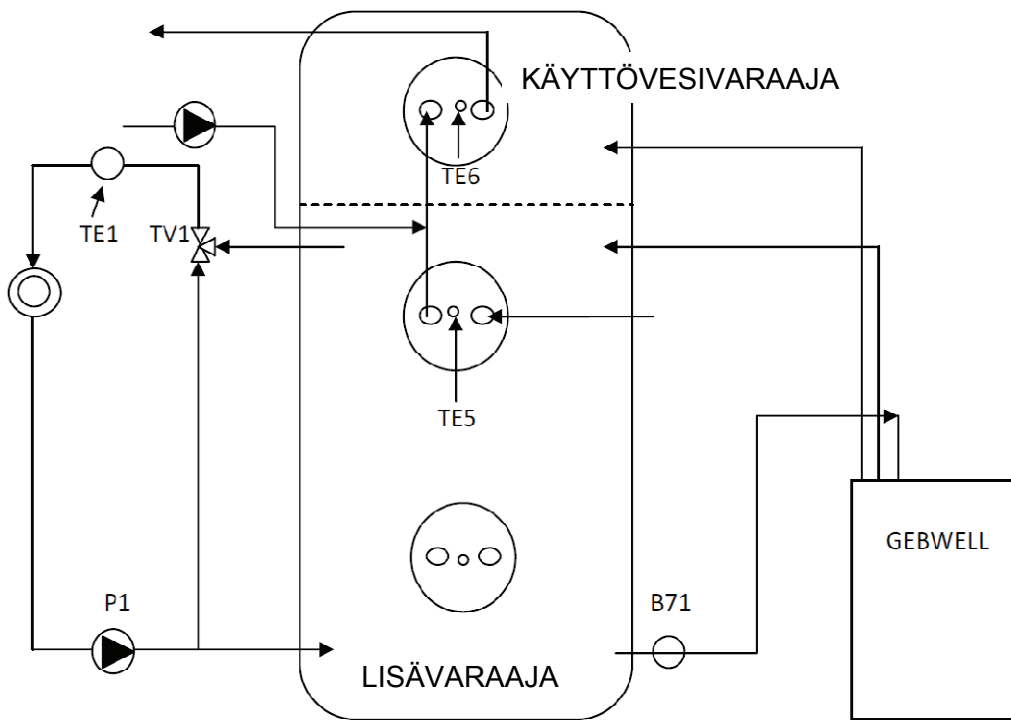 KÄYTTÖVESIVARAAJA
TE6
TE1
TV1
TE5
GEBWELL
P1
B71
LISÄVARAAJA